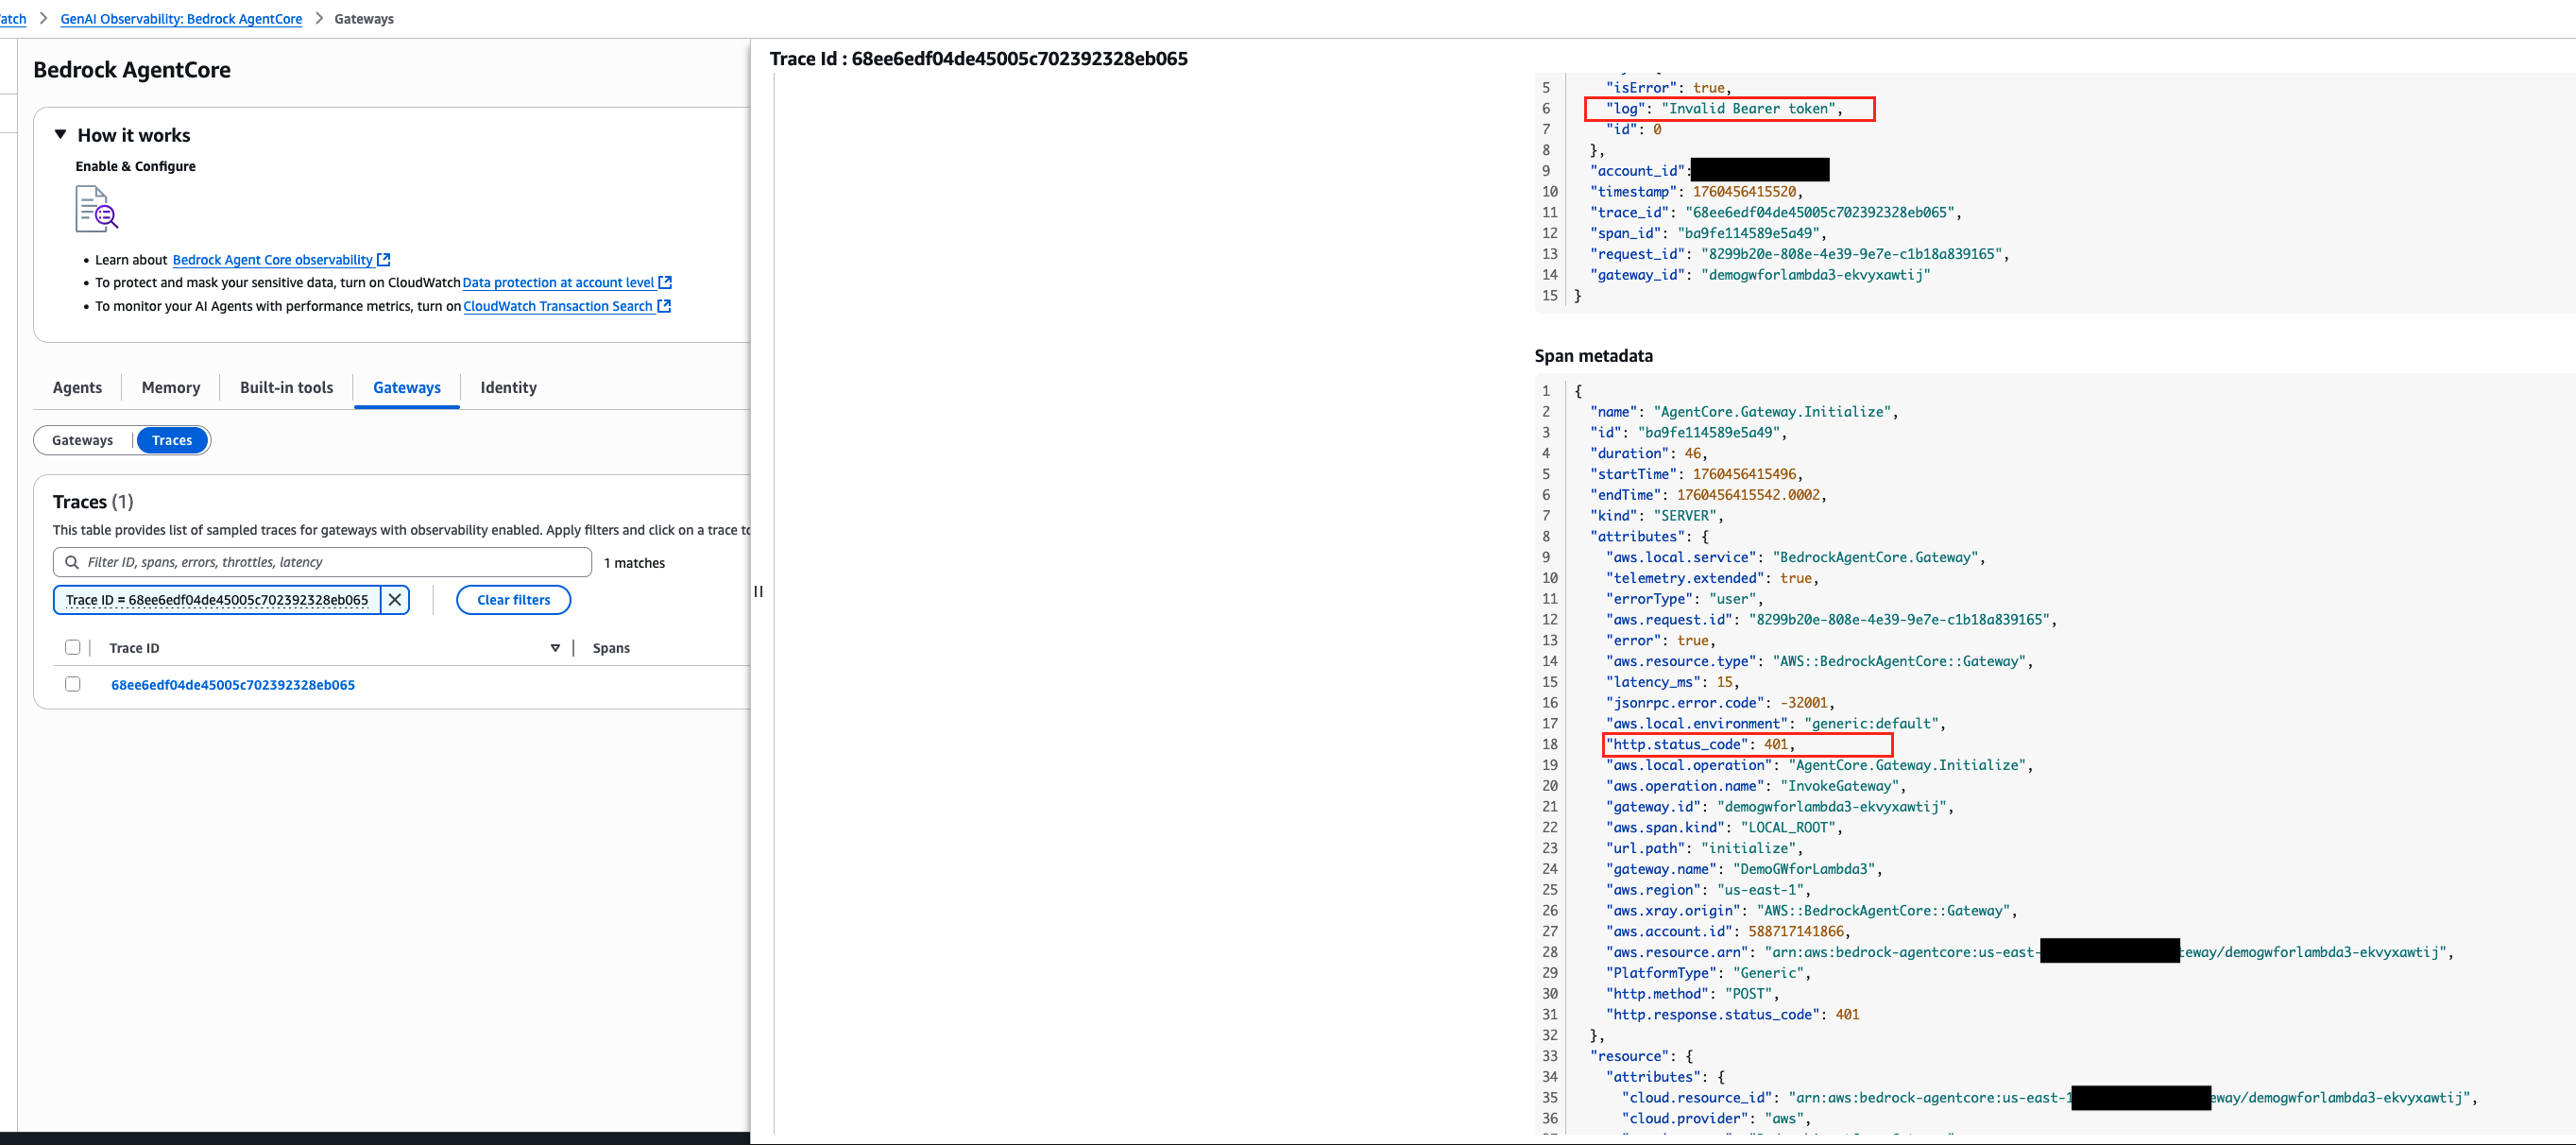 atch > GenAI Observability: Bedrock AgentCore > Gateways
Bedrock AgentCore
How it works
Enable & Configure
• Learn about Bedrock Agent Core observability
• To protect and mask your sensitive data, turn on CloudWatch Data protection at account level
• To monitor your AI Agents with performance metrics, turn on CloudWatch Transaction Search
Agents
Memory
Built-in tools
Gateways
Identity
Gateways
Traces
Traces (1)
This table provides list of sampled traces for gateways with observability enabled. Apply filters and click on a trace to
Filter ID, spans, errors, throttles, latency
1 matches
Trace ID = 68ee6edf04de45005c702392328eb065
Clear filters
Trace ID
Spans
68ee6edf04de45005c702392328eb065
Trace Id : 68ee6edf04de45005c702392328eb065
5 "isError": true,
6 "log": "Invalid Bearer token",
7 "id": 0
8 },
9 "account_id":
10 "timestamp": 1760456415520,
11 "trace_id": "68ee6edf04de45005c702392328eb065",
12 "span_id": "ba9fe114589e5a49",
13 "request_id": "8299b20e-808e-4e39-9e7e-c1b18a839165",
14 "gateway_id": "demogwforlambda3-ekvyxawtij"
15 }
Span metadata
1 {
2 "name": "AgentCore.Gateway.Initialize",
3 "id": "ba9fe114589e5a49",
4 "duration": 46,
5 "startTime": 1760456415496,
6 "endTime": 1760456415542.0002,
7 "kind": "SERVER",
8 "attributes": {
9 "aws.local.service": "BedrockAgentCore.Gateway",
10 "telemetry.extended": true,
11 "errorType": "user",
12 "aws.request.id": "8299b20e-808e-4e39-9e7e-c1b18a839165",
13 "error": true,
14 "aws.resource.type": "AWS::BedrockAgentCore::Gateway",
15 "latency_ms": 15,
16 "jsonrpc.error.code": -32001,
17 "aws.local.environment": "generic:default",
18 "http.status_code": 401,
19 "aws.local.operation": "AgentCore.Gateway.Initialize",
20 "aws.operation.name": "InvokeGateway",
21 "gateway.id": "demogwforlambda3-ekvyxawtij",
22 "aws.span.kind": "LOCAL_ROOT",
23 "url.path": "initialize",
24 "gateway.name": "DemoGWforLambda3",
25 "aws.region": "us-east-1",
26 "aws.xray.origin": "AWS::BedrockAgentCore::Gateway",
27 "aws.account.id": 588717141866,
28 "aws.resource.arn": "arn:aws:bedrock-agentcore:us-east- teway/demogwforlambda3-ekvyxawtij",
29 "PlatformType": "Generic",
30 "http.method": "POST",
31 "http.response.status_code": 401
32 },
33 "resource": {
34 "attributes": {
35 "cloud.resource_id": "arn:aws:bedrock-agentcore:us-east-1 eway/demogwforlambda3-ekvyxawtij",
36 "cloud.provider": "aws",